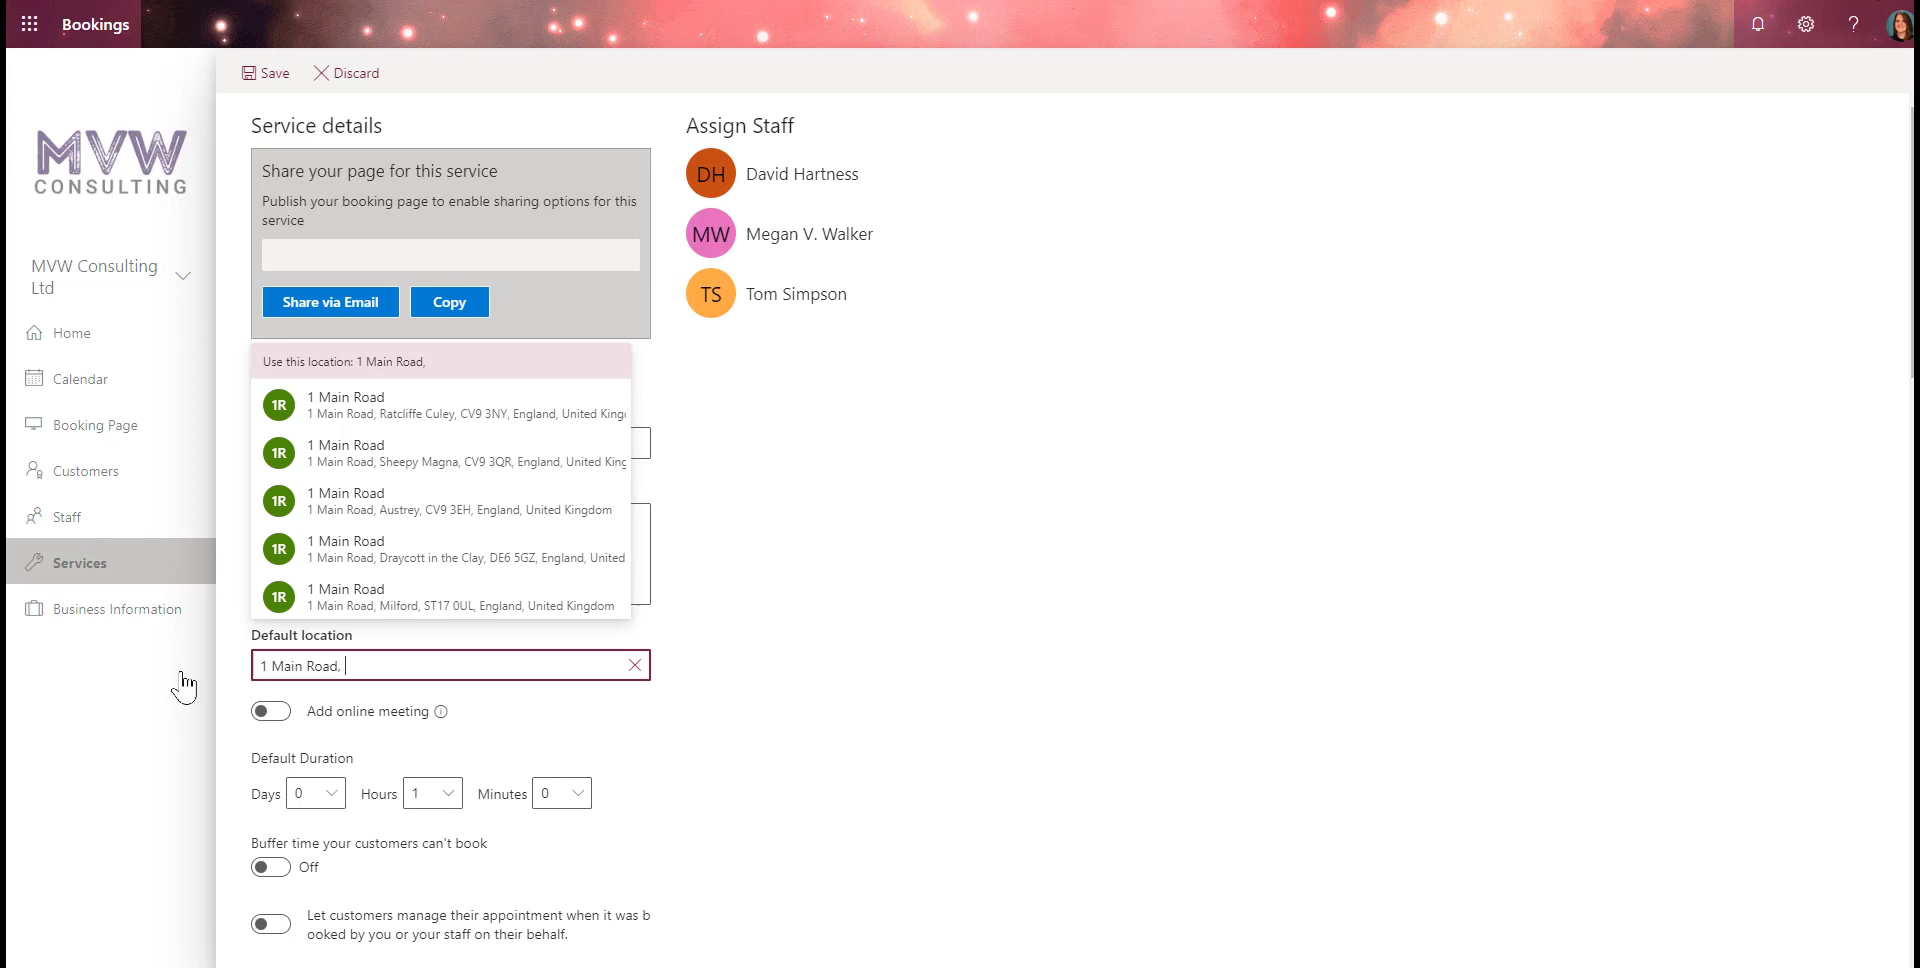 Bookings
?
Save
Discard
MVW
CONSULTING
MVW Consulting
Ltd
Home
Calendar
Booking Page
Customers
Staff
Services
Business Information
Service details
Share your page for this service
Publish your booking page to enable sharing options for this
service
Share via Email
Copy
Use this location: 1 Main Road,
1R
1 Main Road
1 Main Road, Ratcliffe Culey, CV9 3NY, England, United King
1R
1 Main Road
1 Main Road, Sheepy Magna, CV9 3QR, England, United King
1R
1 Main Road
1 Main Road, Austrey, CV9 3EH, England, United Kingdom
1R
1 Main Road
1 Main Road, Draycott in the Clay, DE6 5GZ, England, United
1R
1 Main Road
1 Main Road, Milford, ST17 0UL, England, United Kingdom
Default location
1 Main Road,
Add online meeting
Default Duration
Days 0 Hours 1 Minutes 0
Buffer time your customers can't book
Off
Let customers manage their appointment when it was b
ooked by you or your staff on their behalf.
Assign Staff
DH David Hartness
MW Megan V. Walker
TS Tom Simpson